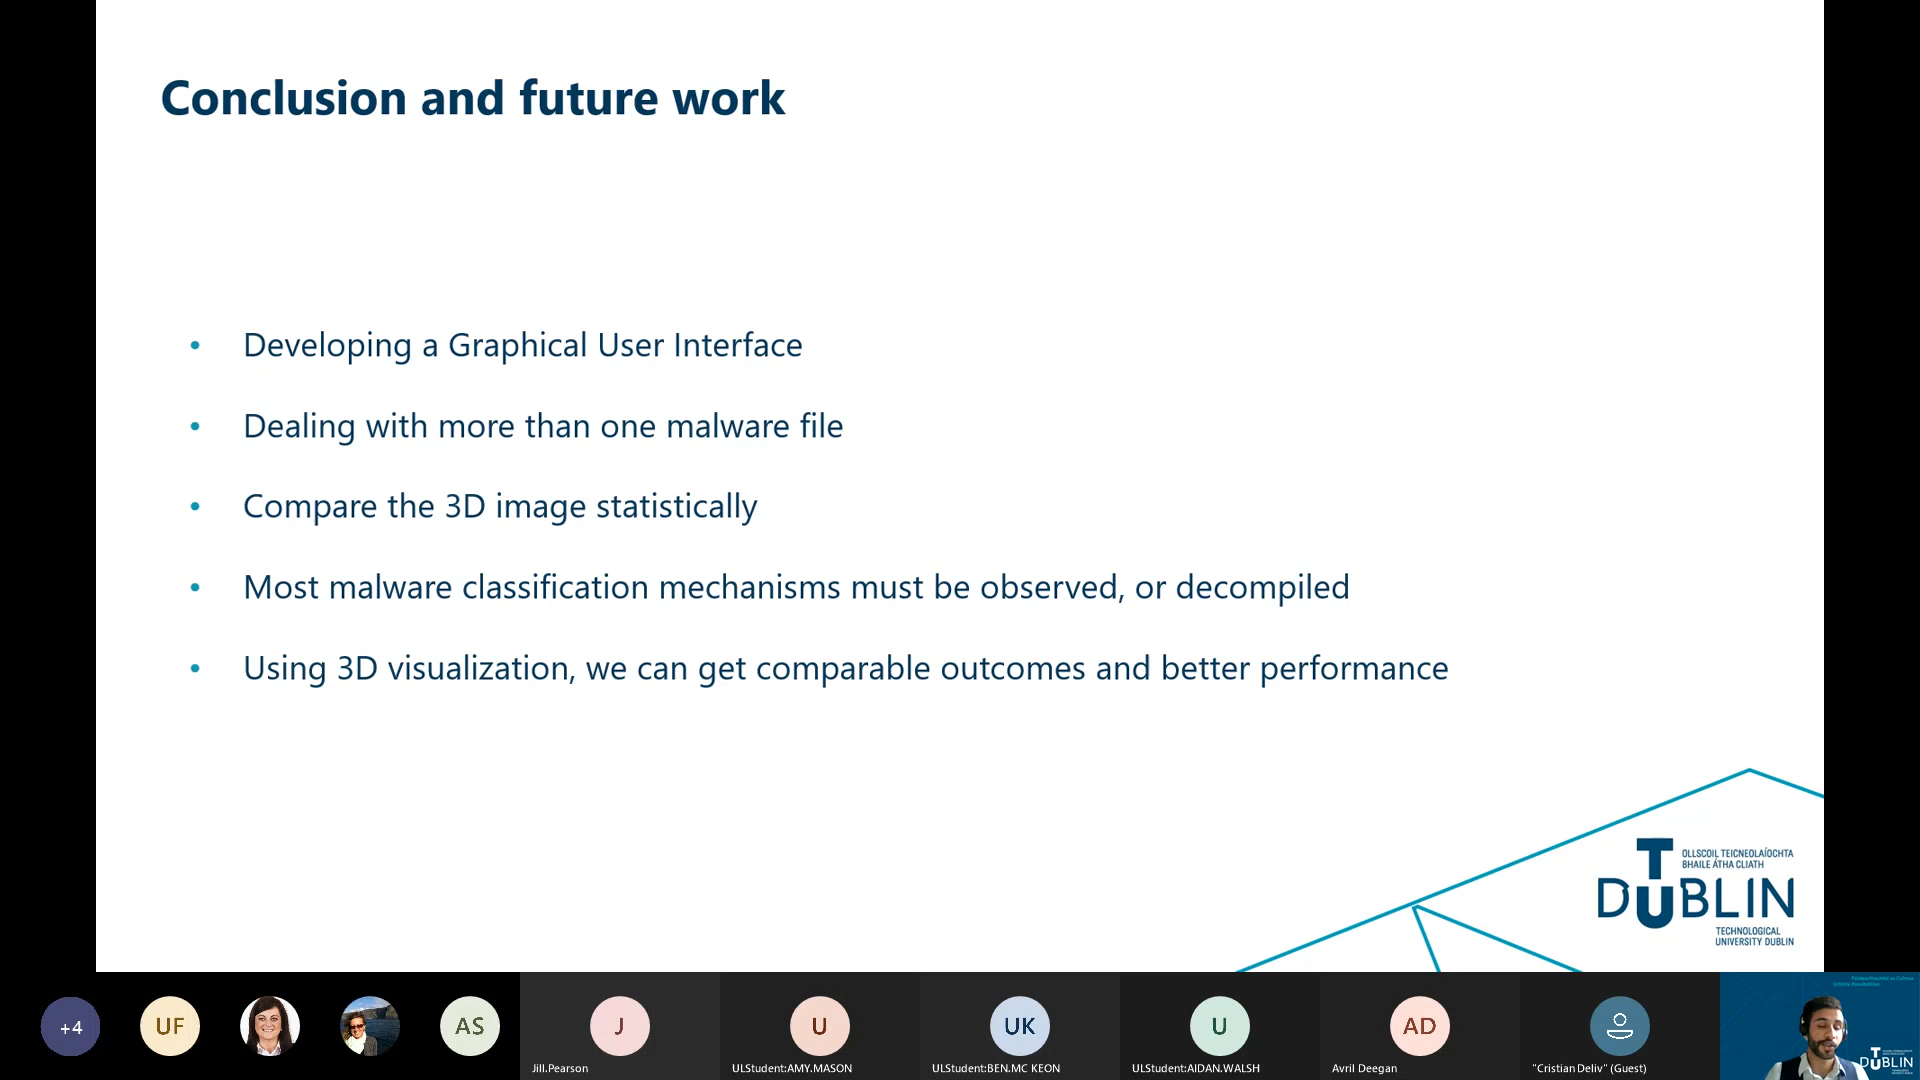 Conclusion and future work
• Developing a Graphical User Interface
• Dealing with more than one malware file
• Compare the 3D image statistically
• Most malware classification mechanisms must be observed, or decompiled
• Using 3D visualization, we can get comparable outcomes and better performance
OLLSCOIL TEICNEOLAÍOCHTA
BHAILE ÁTHA CLIATH
TU DUBLIN
TECHNOLOGICAL
UNIVERSITY DUBLIN
+4
UF
AS
J
Jill.Pearson
U
ULStudent:AMY.MASON
UK
ULStudent:BEN.MC KEON
U
ULStudent:AIDAN.WALSH
AD
Avril Deegan
"Cristian Deliv" (Guest)
Infinite Possibilities
DUBLIN